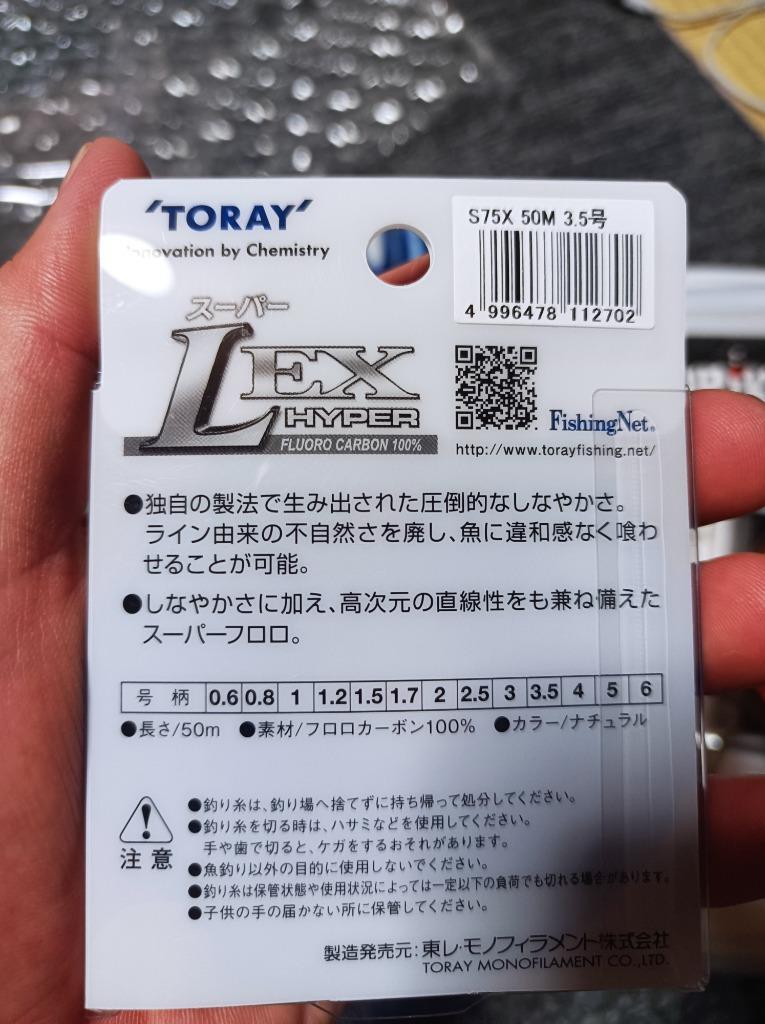 'TORAY'
Innovation by Chemistry
S75X 50M 3.5号
4 996478 112702
スーパー
LEX
HYPER
FLUORO CARBON 100%
FishingNet®
http://www.torayfishing.net/
●独自の製法で生み出された圧倒的なしなやかさ。
ライン由来の不自然さを廃し、魚に違和感なく喰わ
せることが可能。
●しなやかさに加え、高次元の直線性をも兼ね備えた
スーパーフロロ。
号柄 0.6 0.8 1 1.2 1.5 1.7 2 2.5 3 3.5 4 5 6
●長さ/50m ●素材/フロロカーボン100% ●カラー/ナチュラル
注意
●釣り糸は、釣り場へ捨てずに持ち帰って処分してください。
●釣り糸を切る時は、ハサミなどを使用してください。
手や歯で切ると、ケガをするおそれがあります。
●魚釣り以外の目的に使用しないでください。
●釣り糸は保管状態や使用状況によっては一定以下の負荷でも切れる場合があります。
●子供の手の届かない所に保管してください。
製造発売元:東レ・モノフィラメント株式会社
TORAY MONOFILAMENT CO.,LTD.